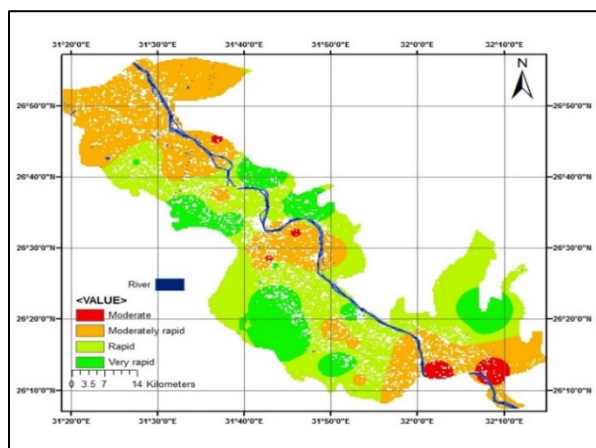 31°20'0"E 31°30'0"E 31°40'0"E 31°50'0"E 32°0'0"E 32°10'0"E
N
26°50'0"N 26°50'0"N
26°40'0"N 26°40'0"N
26°30'0"N 26°30'0"N
River
<VALUE>
Moderate
Moderately rapid
26°20'0"N 26°20'0"N
Rapid
Very rapid
0 3.5 7 14 Kilometers
26°10'0"N 26°10'0"N
31°20'0"E 31°30'0"E 31°40'0"E 31°50'0"E 32°0'0"E 32°10'0"E